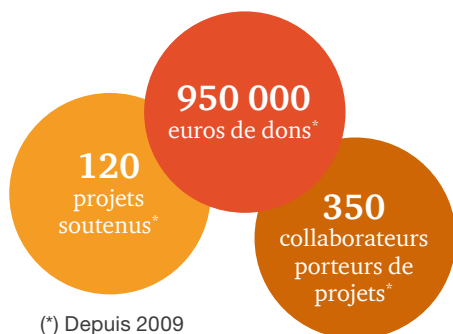 950 000
euros de dons*
120
projets
soutenus*
350
collaborateurs
porteurs de
projets*
(*) Depuis 2009